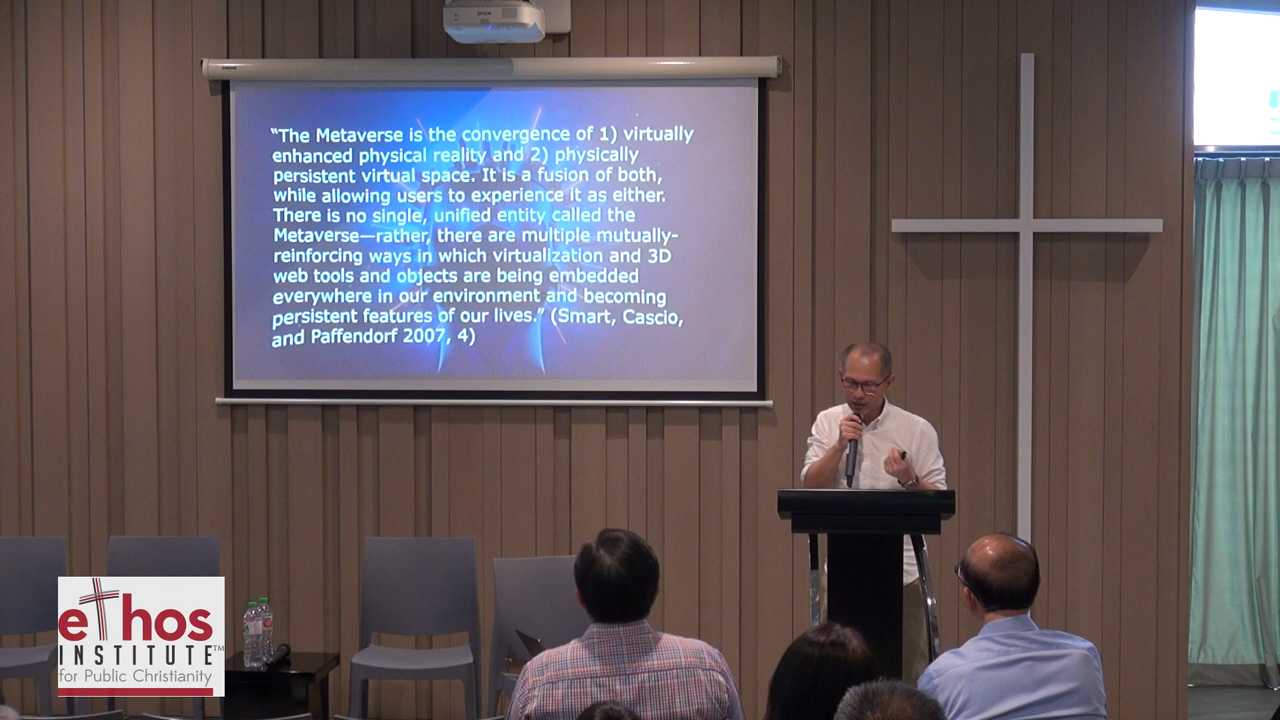 EPSON
“The Metaverse is the convergence of 1) virtually
enhanced physical reality and 2) physically
persistent virtual space. It is a fusion of both,
while allowing users to experience it as either.
There is no single, unified entity called the
Metaverse—rather, there are multiple mutually-
reinforcing ways in which virtualization and 3D
web tools and objects are being embedded
everywhere in our environment and becoming
persistent features of our lives.” (Smart, Cascio,
and Paffendorf 2007, 4)
eThos
INSTITUTE™
for Public Christianity